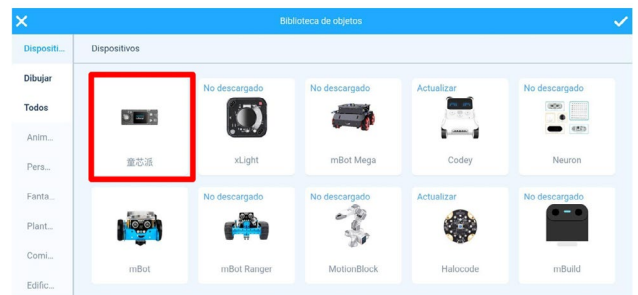 Biblioteca de objetos
Dispositi...
Dispositivos
Dibujar
Todos
Anim...
Pers...
Fanta...
Plant...
Comi...
Edific...
童芯派
No descargado
xLight
No descargado
mBot Mega
Actualizar
Codey
No descargado
Neuron
mBot
No descargado
mBot Ranger
No descargado
MotionBlock
Actualizar
Halocode
No descargado
mBuild